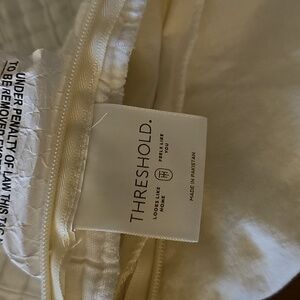 UNDER PENALTY OF LAW THIS TAG
TO BE REMOVED
THRESHOLD.
LOOKS LIKE
HOME
FEELS LIKE
YOU
MADE IN PAKISTAN